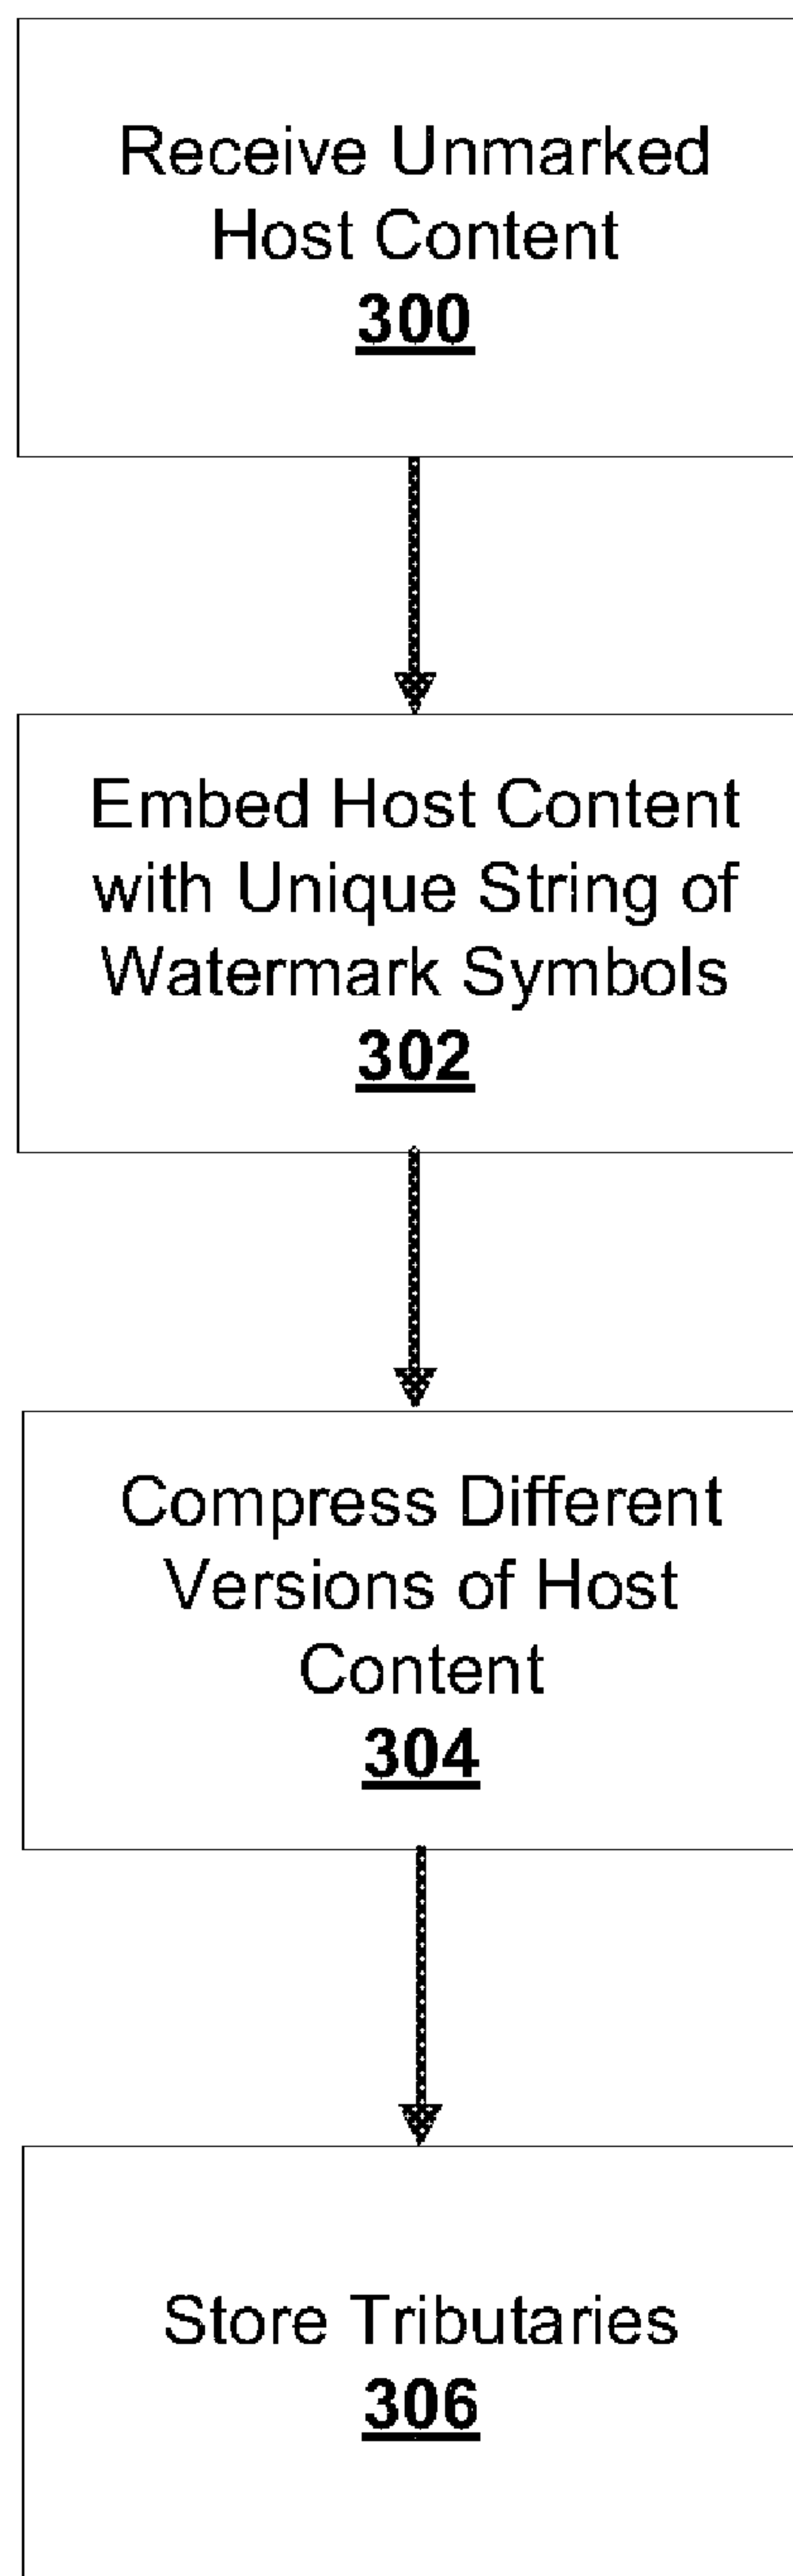 Receive Unmarked
Host Content
300
Embed Host Content
with Unique String of
Watermark Symbols
302
Compress Different
Versions of Host
Content
304
Store Tributaries
306